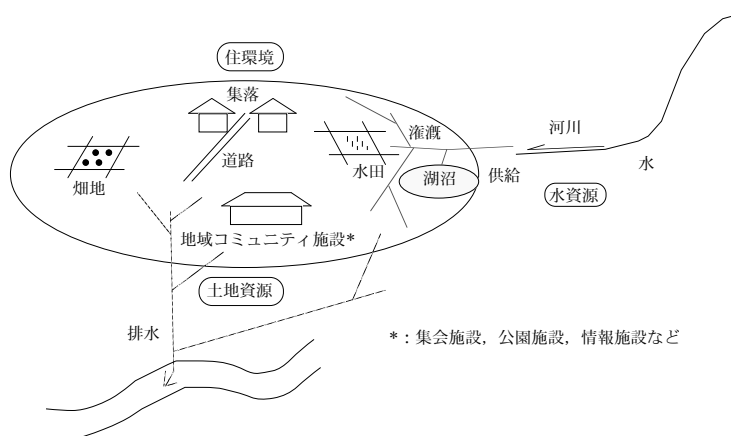 住環境
集落
河川
灌漑
道路
水田
湖沼
供給
水
畑地
水資源
地域コミュニティ施設*
土地資源
排水
*：集会施設，公園施設，情報施設など